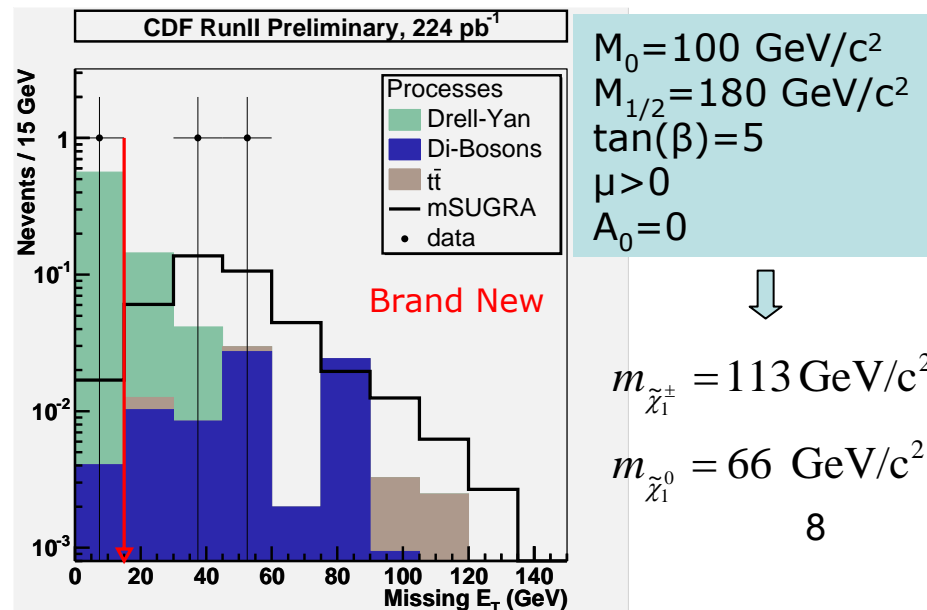 CDF RunII Preliminary, 224 pb⁻¹
Nevents / 15 GeV
1
10⁻¹
10⁻²
10⁻³
Processes
Drell-Yan
Di-Bosons
tt̄
mSUGRA
data
Brand New
0 20 40 60 80 100 120 140
Missing E_T (GeV)
M₀=100 GeV/c²
M₁/₂=180 GeV/c²
tan(β)=5
μ>0
A₀=0
m_χ̃₁± = 113 GeV/c²
m_χ̃₁⁰ = 66 GeV/c²
8